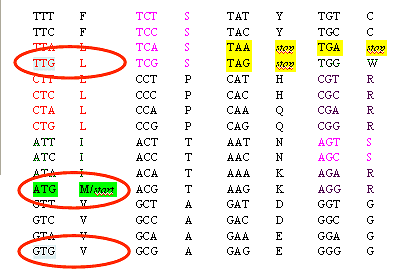 TTT F TCT S TAT Y TGT C
TTC F TCC S TAC Y TGC C
TTA L TCA S TAA stop TGA stop
TTG L TCG S TAG stop TGG W
CTT L CCT P CAT H CGT R
CTC L CCC P CAC H CGC R
CTA L CCA P CAA Q CGA R
CTG L CCG P CAG Q CGG R
ATT I ACT T AAT N AGT S
ATC I ACC T AAC N AGC S
ATA I ACA T AAA K AGA R
ATG M/start ACG T AAG K AGG R
GTT V GCT A GAT D GGT G
GTC V GCC A GAC D GGC G
GTA V GCA A GAA E GGA G
GTG V GCG A GAG E GGG G